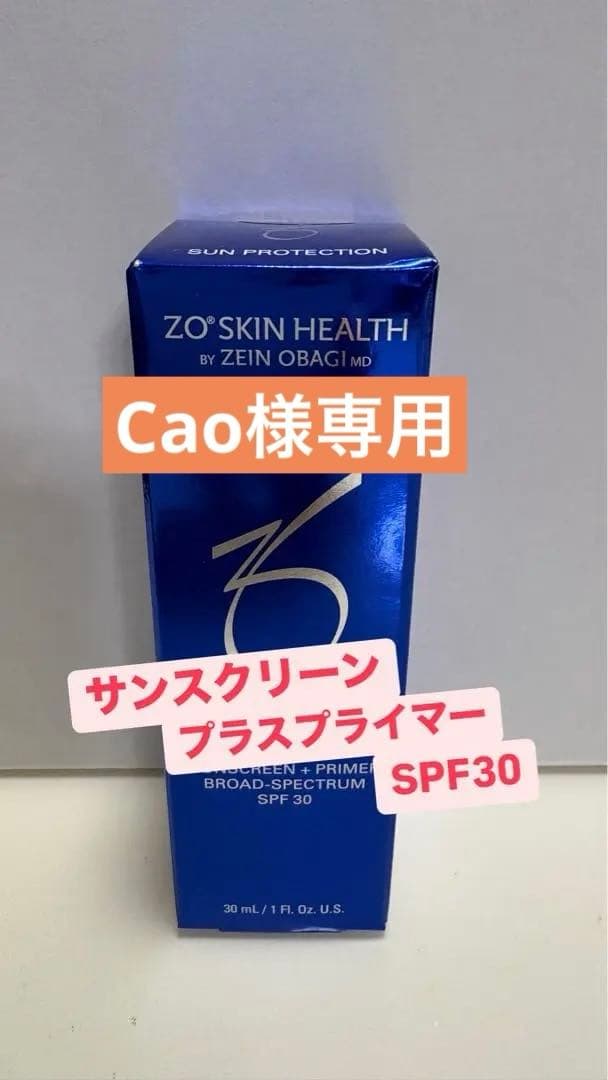 SUN PROTECTION
ZO® SKIN HEALTH
BY ZEIN OBAGI MD
Cao様専用
サンスクリーン
プラスプライマー
SPF30
+ PRIMER
BROAD-SPECTRUM
SPF 30
30 mL / 1 Fl. Oz. U.S.